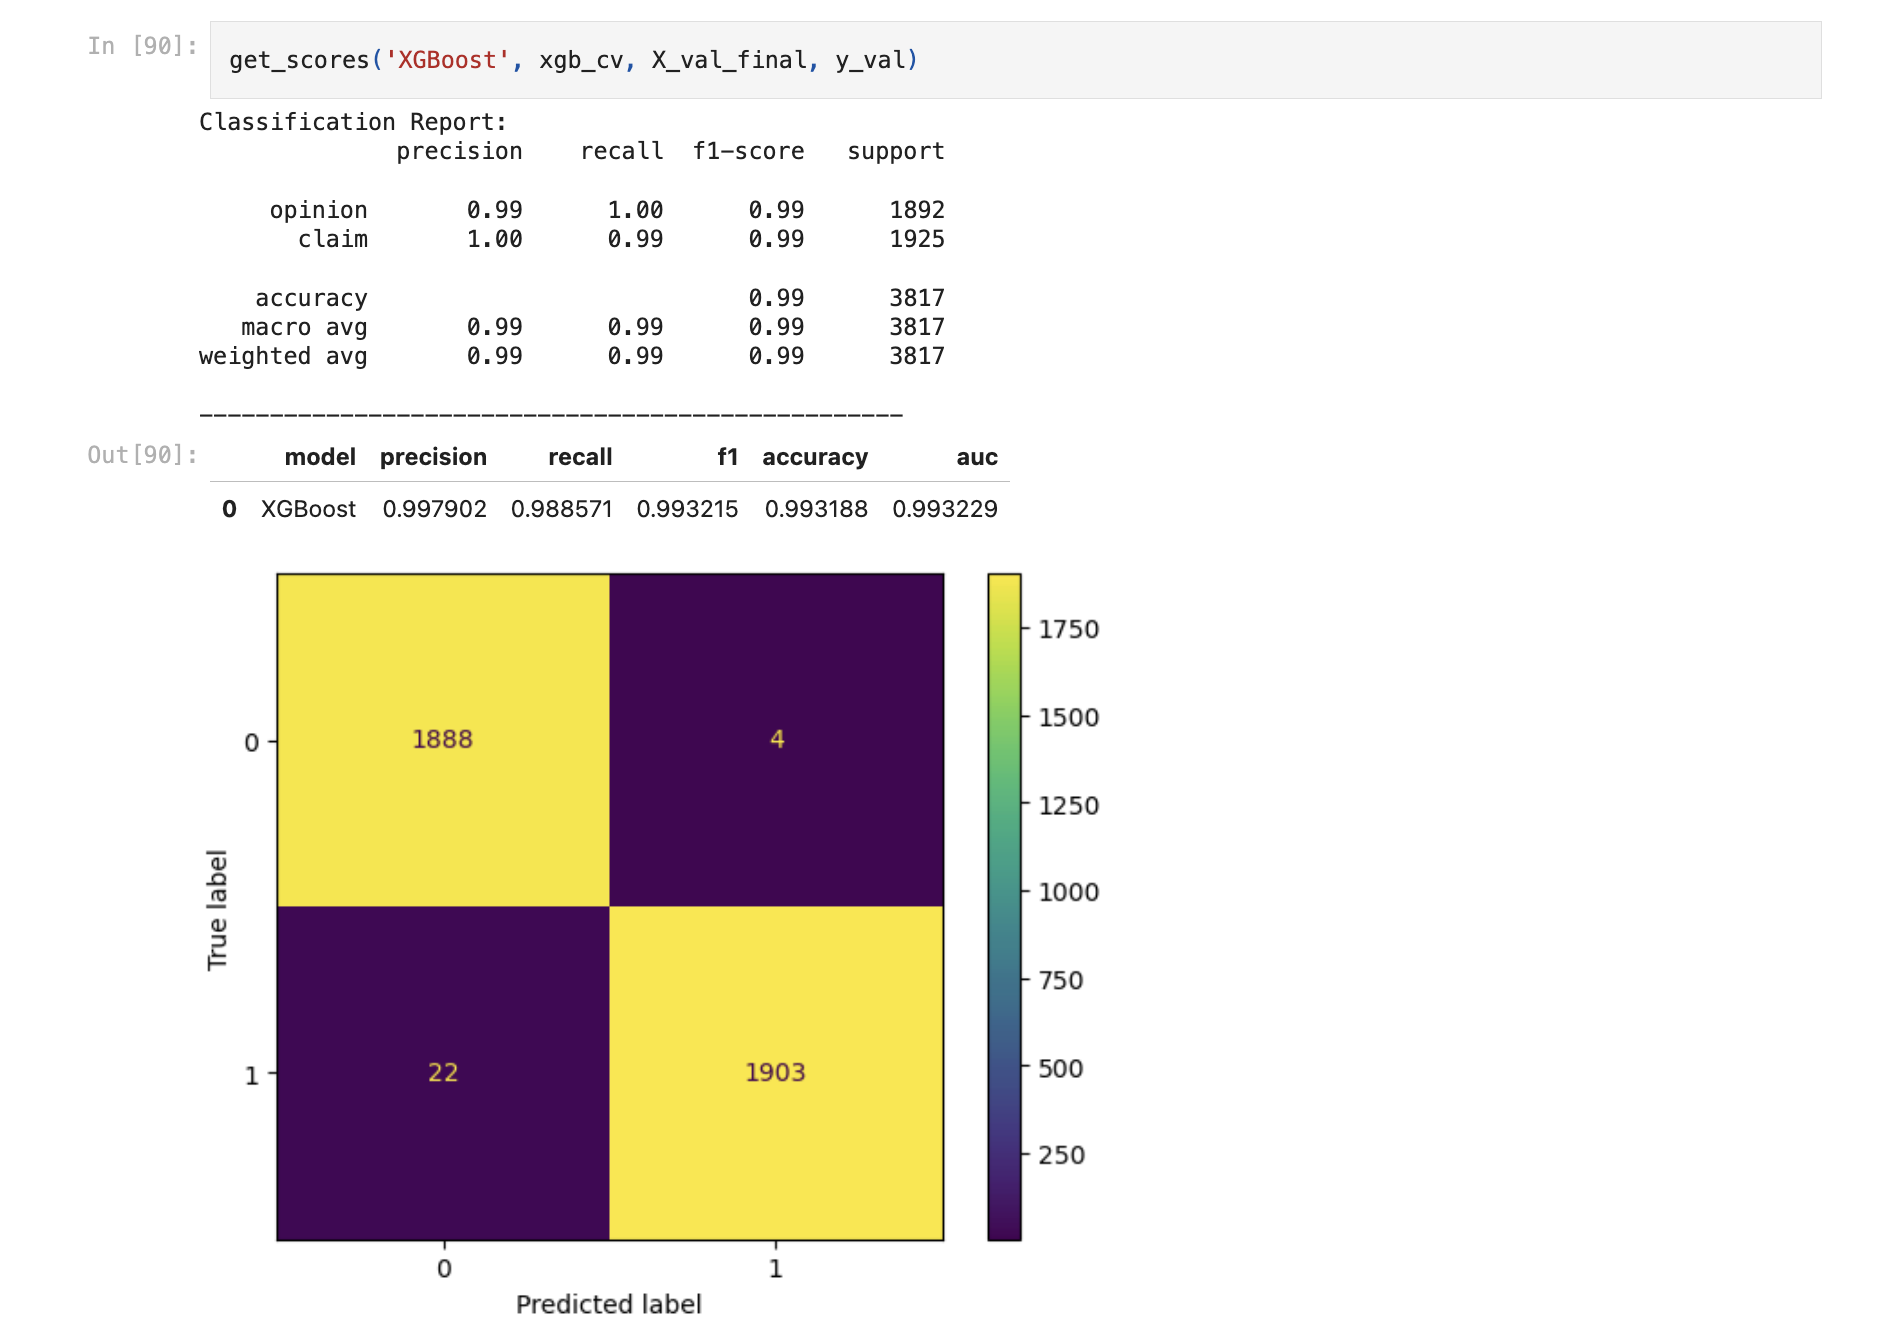 In [90]: get_scores('XGBoost', xgb_cv, X_val_final, y_val)
Classification Report:
precision recall f1-score support
opinion 0.99 1.00 0.99 1892
claim 1.00 0.99 0.99 1925
accuracy 0.99 3817
macro avg 0.99 0.99 0.99 3817
weighted avg 0.99 0.99 0.99 3817
--------------------------------------------------
Out[90]: model precision recall f1 accuracy auc
0 XGBoost 0.997902 0.988571 0.993215 0.993188 0.993229
1750
1500
1250
1000
750
500
250
True label
0
1
1888 4
22 1903
0 1
Predicted label